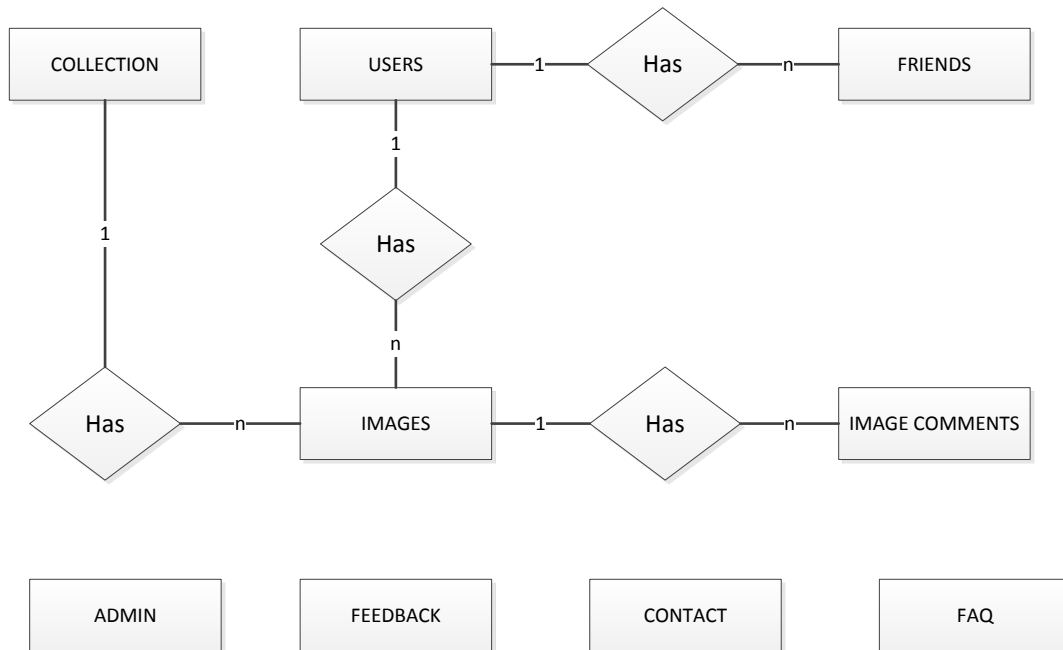 COLLECTION
USERS
1
Has
n
FRIENDS
1
1
Has
n
Has
n
IMAGES
1
Has
n
IMAGE COMMENTS
ADMIN
FEEDBACK
CONTACT
FAQ